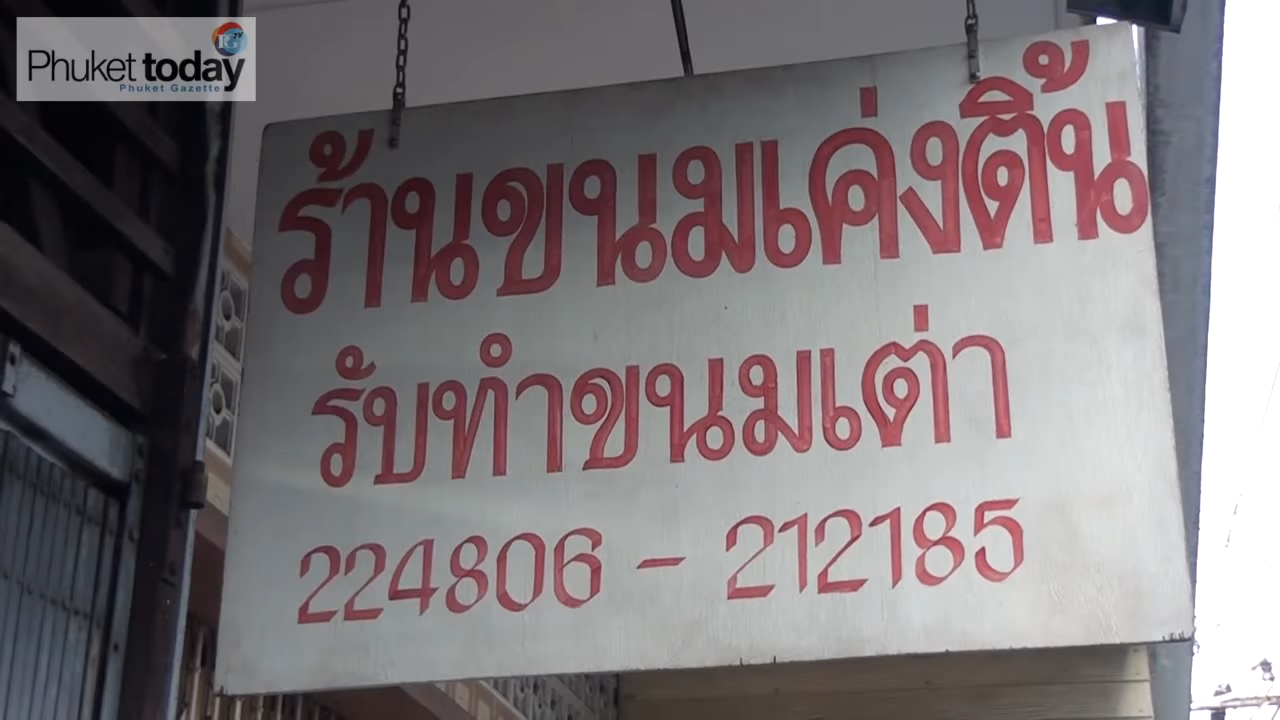 Phuket today
Phuket Gazette
ร้านขนมเค่งติ้น
รับทำขนมเต่า
224806 - 212185